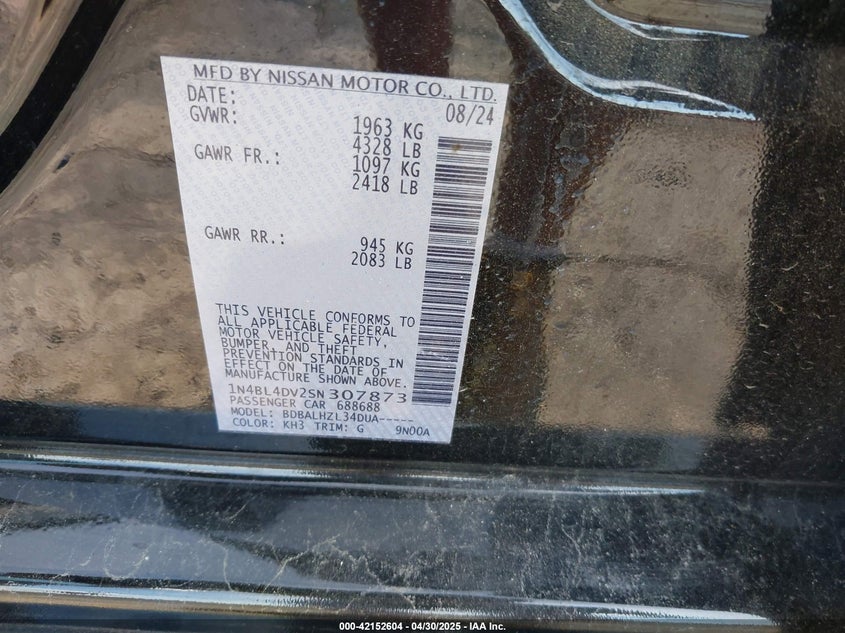 MFD BY NISSAN MOTOR CO., LTD.
DATE: 08/24
GVWR: 1963 KG
4328 LB
GAWR FR.: 1097 KG
2418 LB
GAWR RR.: 945 KG
2083 LB
THIS VEHICLE CONFORMS TO
ALL APPLICABLE FEDERAL
MOTOR VEHICLE SAFETY,
BUMPER, AND THEFT
PREVENTION STANDARDS IN
EFFECT ON THE DATE OF
MANUFACTURE SHOWN ABOVE.
1N4BL4DV2SN307873
PASSENGER CAR 688688
MODEL: BDBALHZL34DUA-----
COLOR: KH3 TRIM: G 9N00A
000-42152604 - 04/30/2025 - IAA Inc.